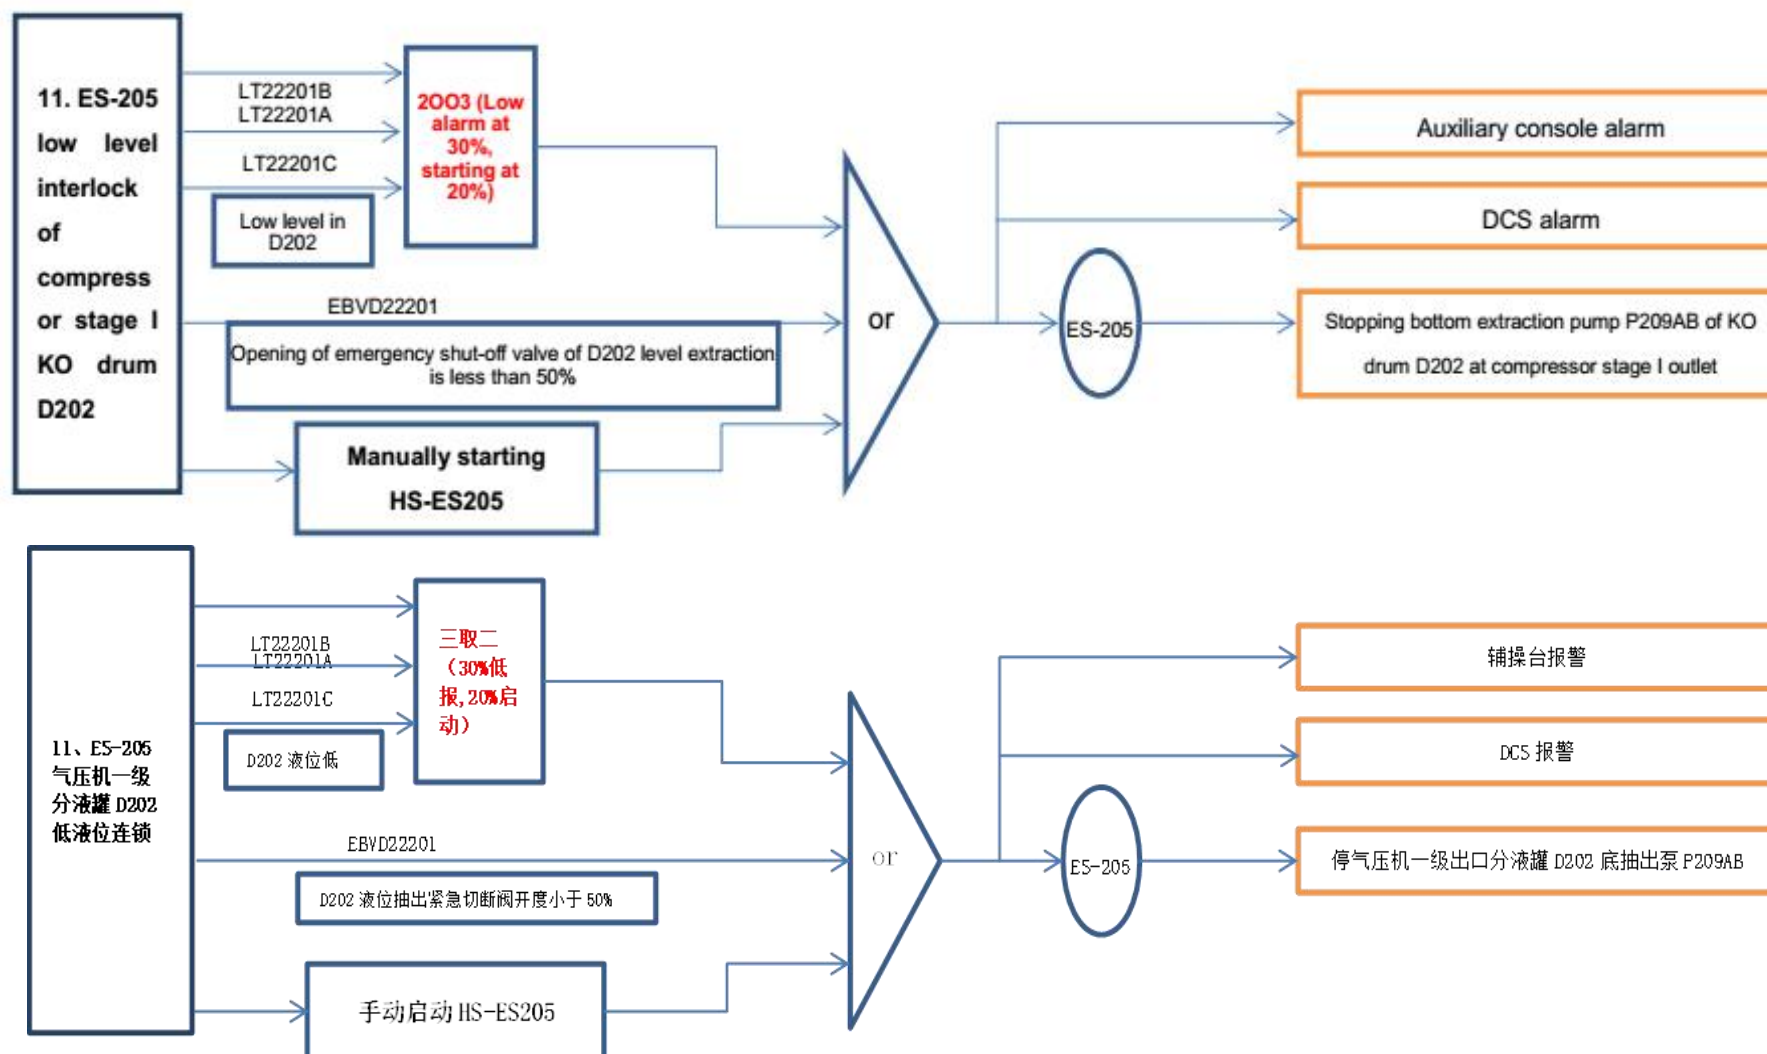 11. ES-205
low level
interlock
of
compress
or stage I
KO drum
D202
LT22201B
LT22201A
LT22201C
Low level in
D202
2OO3 (Low
alarm at
30%,
starting at
20%)
EBVD22201
Opening of emergency shut-off valve of D202 level extraction
is less than 50%
Manually starting
HS-ES205
or
ES-205
Auxiliary console alarm
DCS alarm
Stopping bottom extraction pump P209AB of KO
drum D202 at compressor stage I outlet
11、ES-205
气压机一级
分液罐 D202
低液位连锁
LT22201B
LT22201A
LT22201C
D202 液位低
三取二
（30%低
报,20%启
动）
EBVD22201
D202 液位抽出紧急切断阀开度小于 50%
手动启动 HS-ES205
or
ES-205
辅操台报警
DCS 报警
停气压机一级出口分液罐 D202 底抽出泵 P209AB